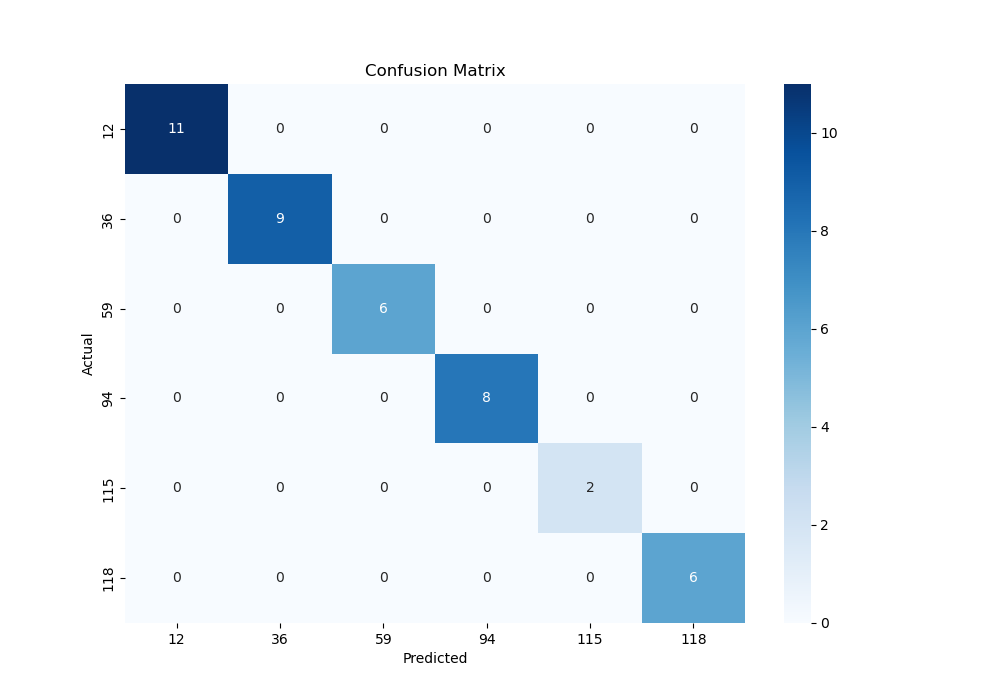 Confusion Matrix
12 11 0 0 0 0 0
36 0 9 0 0 0 0
59 0 0 6 0 0 0
94 0 0 0 8 0 0
115 0 0 0 0 2 0
118 0 0 0 0 0 6
Actual
12 36 59 94 115 118
Predicted
10
8
6
4
2
0